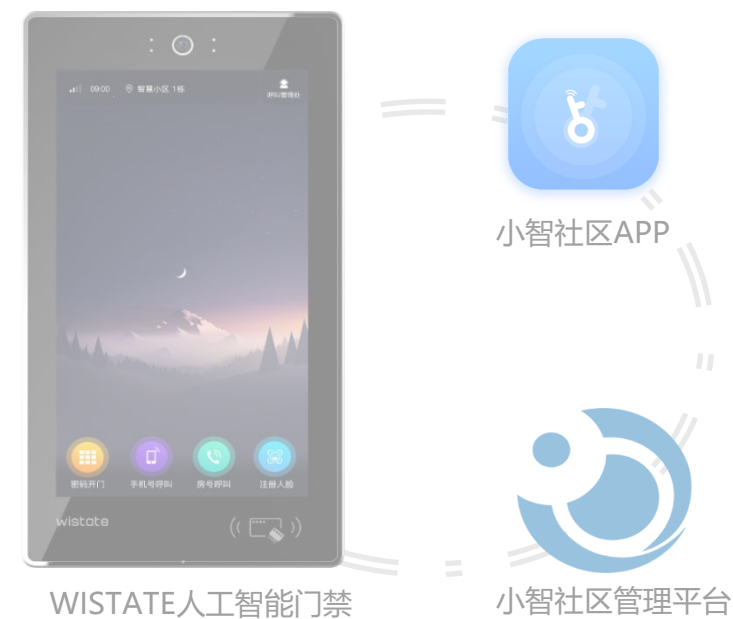 09:00 智慧小区 1栋
呼叫管理处
密码开门 手机号呼叫 房号呼叫 注册人脸
wistate
小智社区APP
WISTATE人工智能门禁
小智社区管理平台